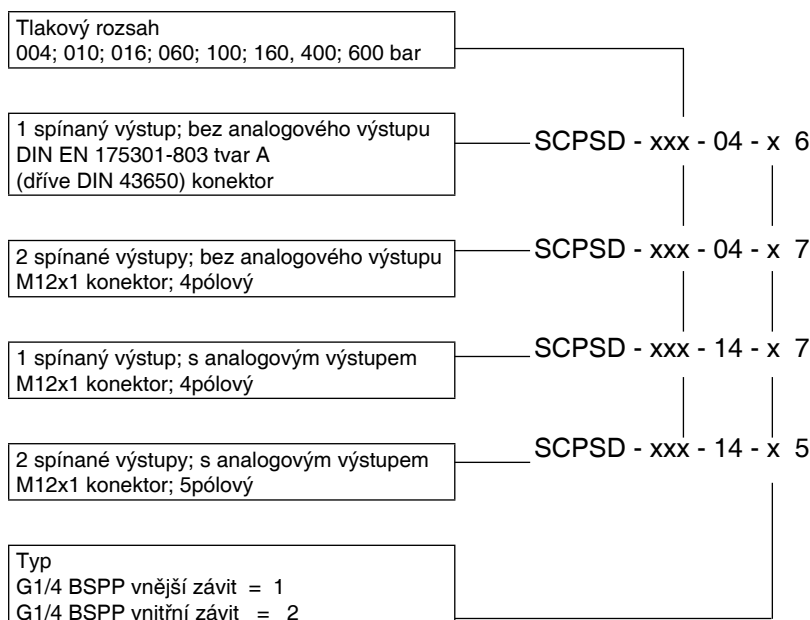 Tlakový rozsah
004; 010; 016; 060; 100; 160, 400; 600 bar
1 spínaný výstup; bez analogového výstupu
DIN EN 175301-803 tvar A
(dříve DIN 43650) konektor
SCPSD - xxx - 04 - x 6
2 spínané výstupy; bez analogového výstupu
M12x1 konektor; 4pólový
SCPSD - xxx - 04 - x 7
1 spínaný výstup; s analogovým výstupem
M12x1 konektor; 4pólový
SCPSD - xxx - 14 - x 7
2 spínané výstupy; s analogovým výstupem
M12x1 konektor; 5pólový
SCPSD - xxx - 14 - x 5
Typ
G1/4 BSPP vnější závit = 1
G1/4 BSPP vnitřní závit = 2